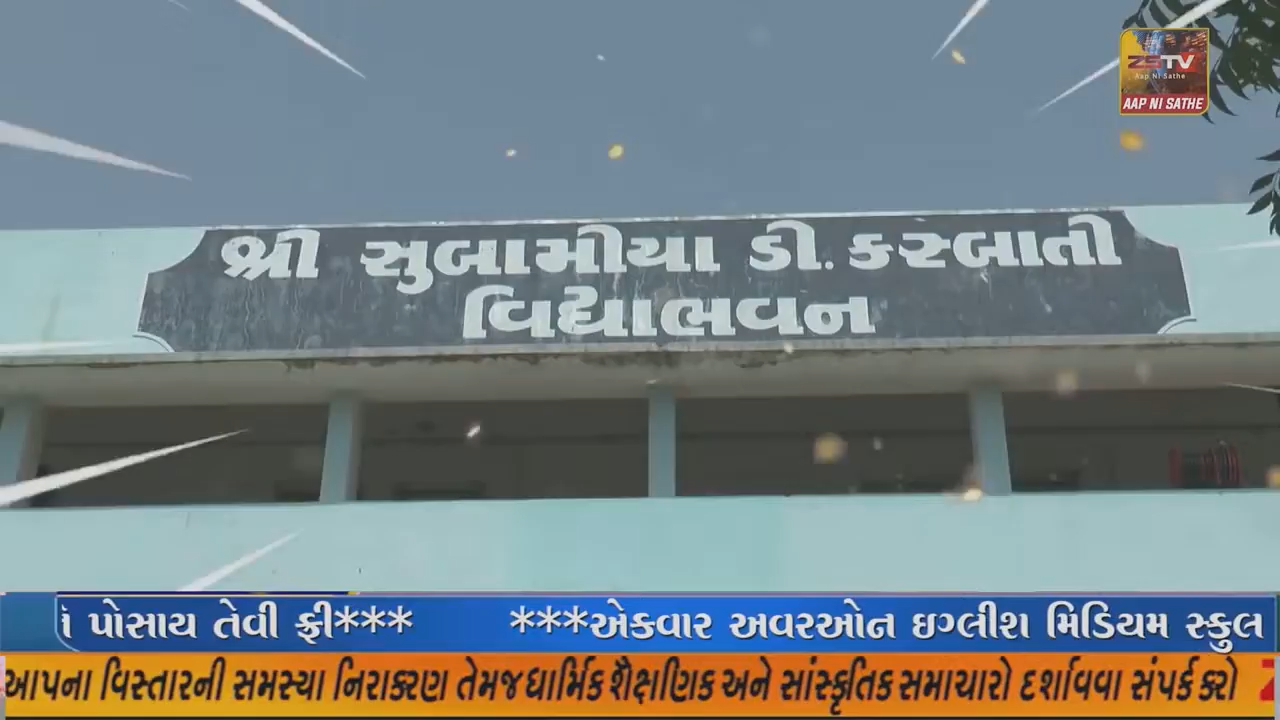 ZSTV
Aap Ni Sathe
AAP NI SATHE
શ્રી સુબામીયા ડી. કરબાતી
વિદ્યાભવન
પોસાય તેવી ફ્રી*** ***એકવાર અવરઓન ઇગ્લીશ મિડિયમ સ્કુલ
આપના વિસ્તારની સમસ્યા નિરાકરણ તેમજ ધાર્મિક શૈક્ષણિક અને સાંસ્કૃતિક સમાચારો દર્શાવવા સંપર્ક કરો